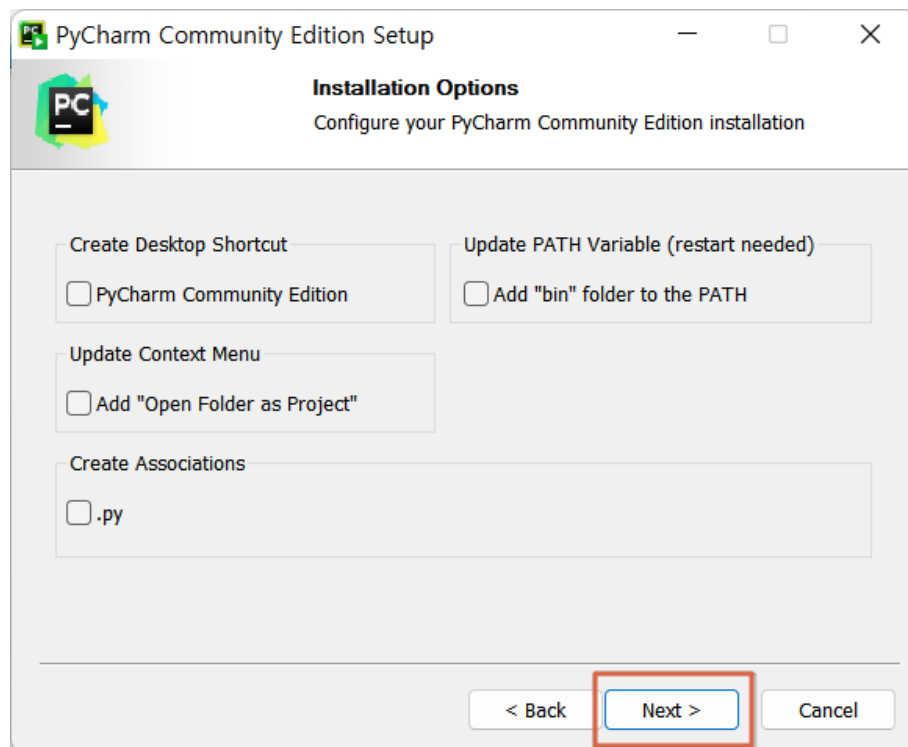 PyCharm Community Edition Setup
PC
Installation Options
Configure your PyCharm Community Edition installation
Create Desktop Shortcut
PyCharm Community Edition
Update PATH Variable (restart needed)
Add "bin" folder to the PATH
Update Context Menu
Add "Open Folder as Project"
Create Associations
.py
< Back
Next >
Cancel